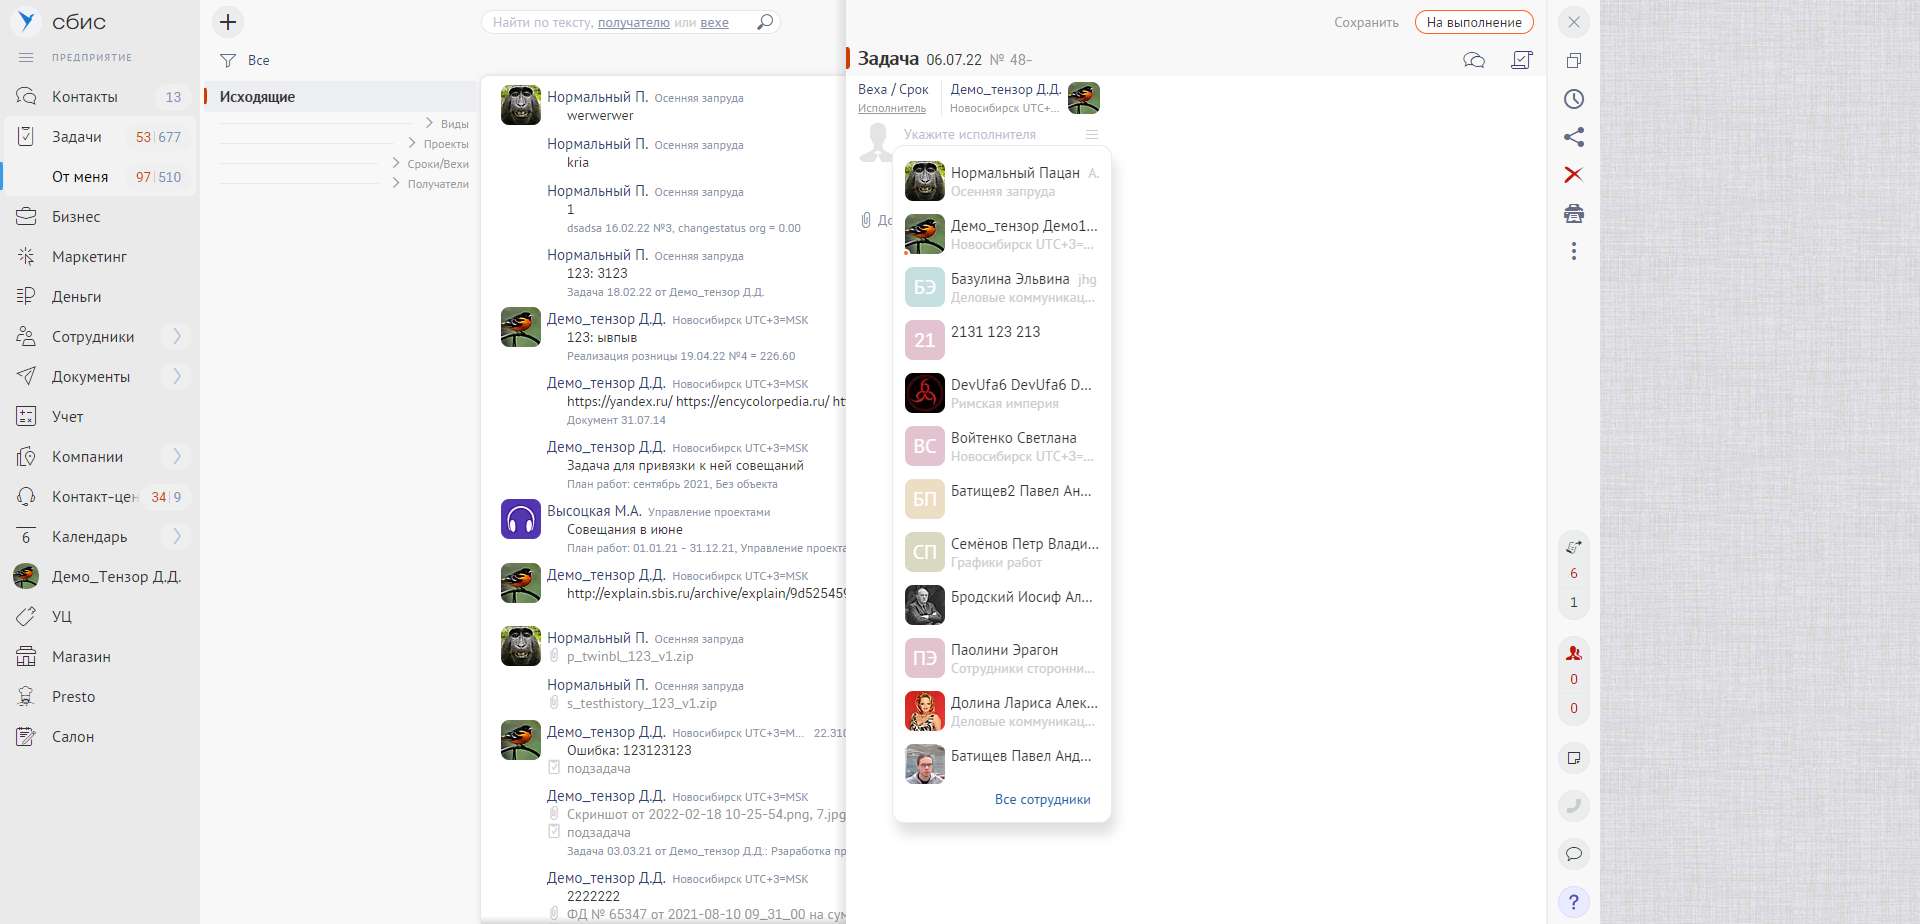 сбис
ПРЕДПРИЯТИЕ
Контакты 13
Задачи 53 677
От меня 97 510
Бизнес
Маркетинг
Деньги
Сотрудники
Документы
Учет
Компании
Контакт-цен 34 9
6 Календарь
Демо_Тензор Д.Д.
УЦ
Магазин
Presto
Салон
Найти по тексту, получателю или вехе
Все
Исходящие
Виды
Проекты
Сроки/Вехи
Получатели
Нормальный П. Осенняя запруда
werwerwer
Нормальный П. Осенняя запруда
kria
Нормальный П. Осенняя запруда
1
dsadsa 16.02.22 №3, changestatus org = 0.00
Нормальный П. Осенняя запруда
123: 3123
Задача 18.02.22 от Демо_тензор Д.Д.
Демо_тензор Д.Д. Новосибирск UTC+3=MSK
123: ывпыв
Реализация розницы 19.04.22 №4 = 226.60
Демо_тензор Д.Д. Новосибирск UTC+3=MSK
https://yandex.ru/ https://encycolorpedia.ru/ ht
Документ 31.07.14
Демо_тензор Д.Д. Новосибирск UTC+3=MSK
Задача для привязки к ней совещаний
План работ: сентябрь 2021, Без объекта
Высоцкая М.А. Управление проектами
Совещания в июне
План работ: 01.01.21 - 31.12.21, Управление проекта
Демо_тензор Д.Д. Новосибирск UTC+3=MSK
http://explain.sbis.ru/archive/explain/9d525459
Нормальный П. Осенняя запруда
p_twinbl_123_v1.zip
Нормальный П. Осенняя запруда
s_testhistory_123_v1.zip
Демо_тензор Д.Д. Новосибирск UTC+3=M... 22.310
Ошибка: 123123123
подзадача
Демо_тензор Д.Д. Новосибирск UTC+3=MSK
Скриншот от 2022-02-18 10-25-54.png, 7.jpg
подзадача
Задача 03.03.21 от Демо_тензор Д.Д.: Рзаработка пр
Демо_тензор Д.Д. Новосибирск UTC+3=MSK
2222222
ФД № 65347 от 2021-08-10 09_31_00 на сум
Сохранить
На выполнение
Задача 06.07.22 № 48-
Веха / Срок
Исполнитель
Демо_тензор Д.Д.
Новосибирск UTC+...
Укажите исполнителя
До
Нормальный Пацан А.
Осенняя запруда
Демо_тензор Демо1...
Новосибирск UTC+3=...
БЭ Базулина Эльвина jhg
Деловые коммуникац...
21 2131 123 213
DevUfa6 DevUfa6 D...
Римская империя
ВС Войтенко Светлана
Новосибирск UTC+3=...
БП Батищев2 Павел Ан...
СП Семёнов Петр Влади...
Графики работ
Бродский Иосиф Ал...
ПЭ Паолини Эрагон
Сотрудники сторонни...
Долина Лариса Алек...
Деловые коммуникац...
Батищев Павел Анд...
Все сотрудники
6
1
0
0
?